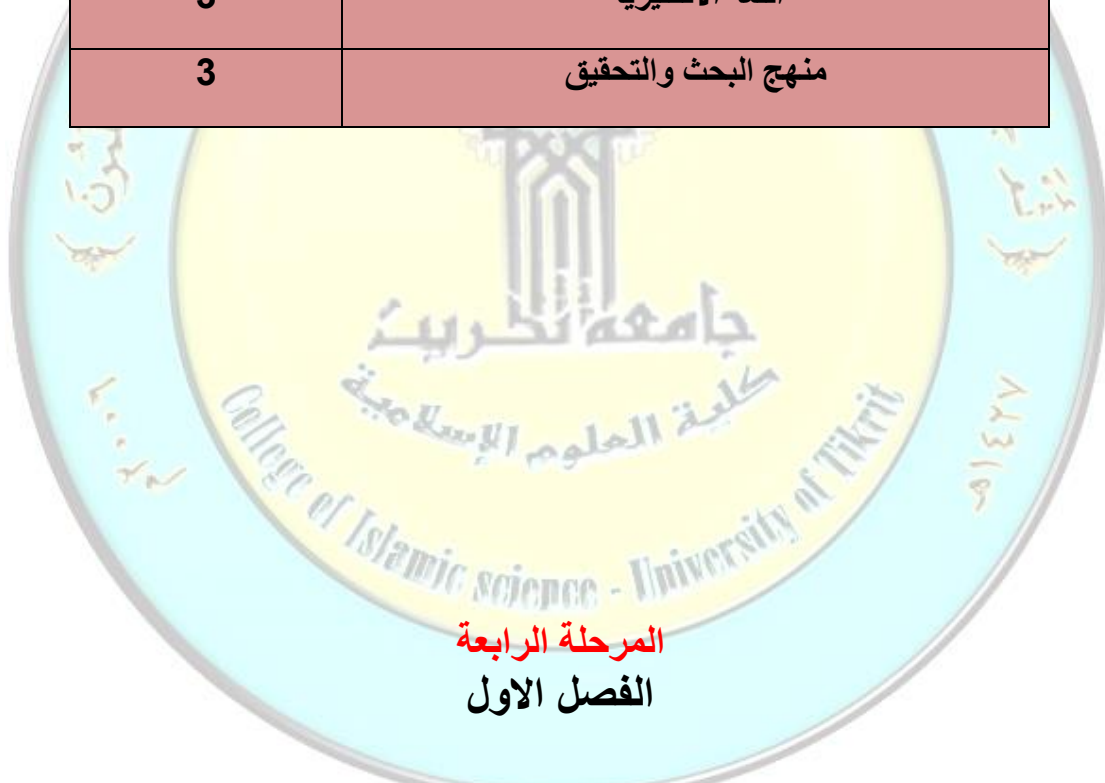 منهج البحث والتحقيق 3
جامعة تكريت
كلية العلوم الإسلامية
College of Islamic science - University of Tikrit
١٤٢٧هـ
المرحلة الرابعة
الفصل الاول